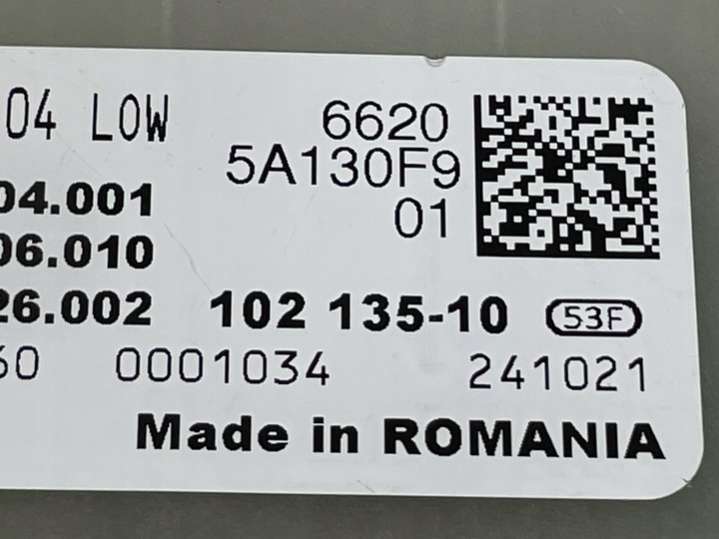 04 LOW 6620
5A130F9
04.001 01
06.010
26.002 102 135-10 53F
60 0001034 241021
Made in ROMANIA